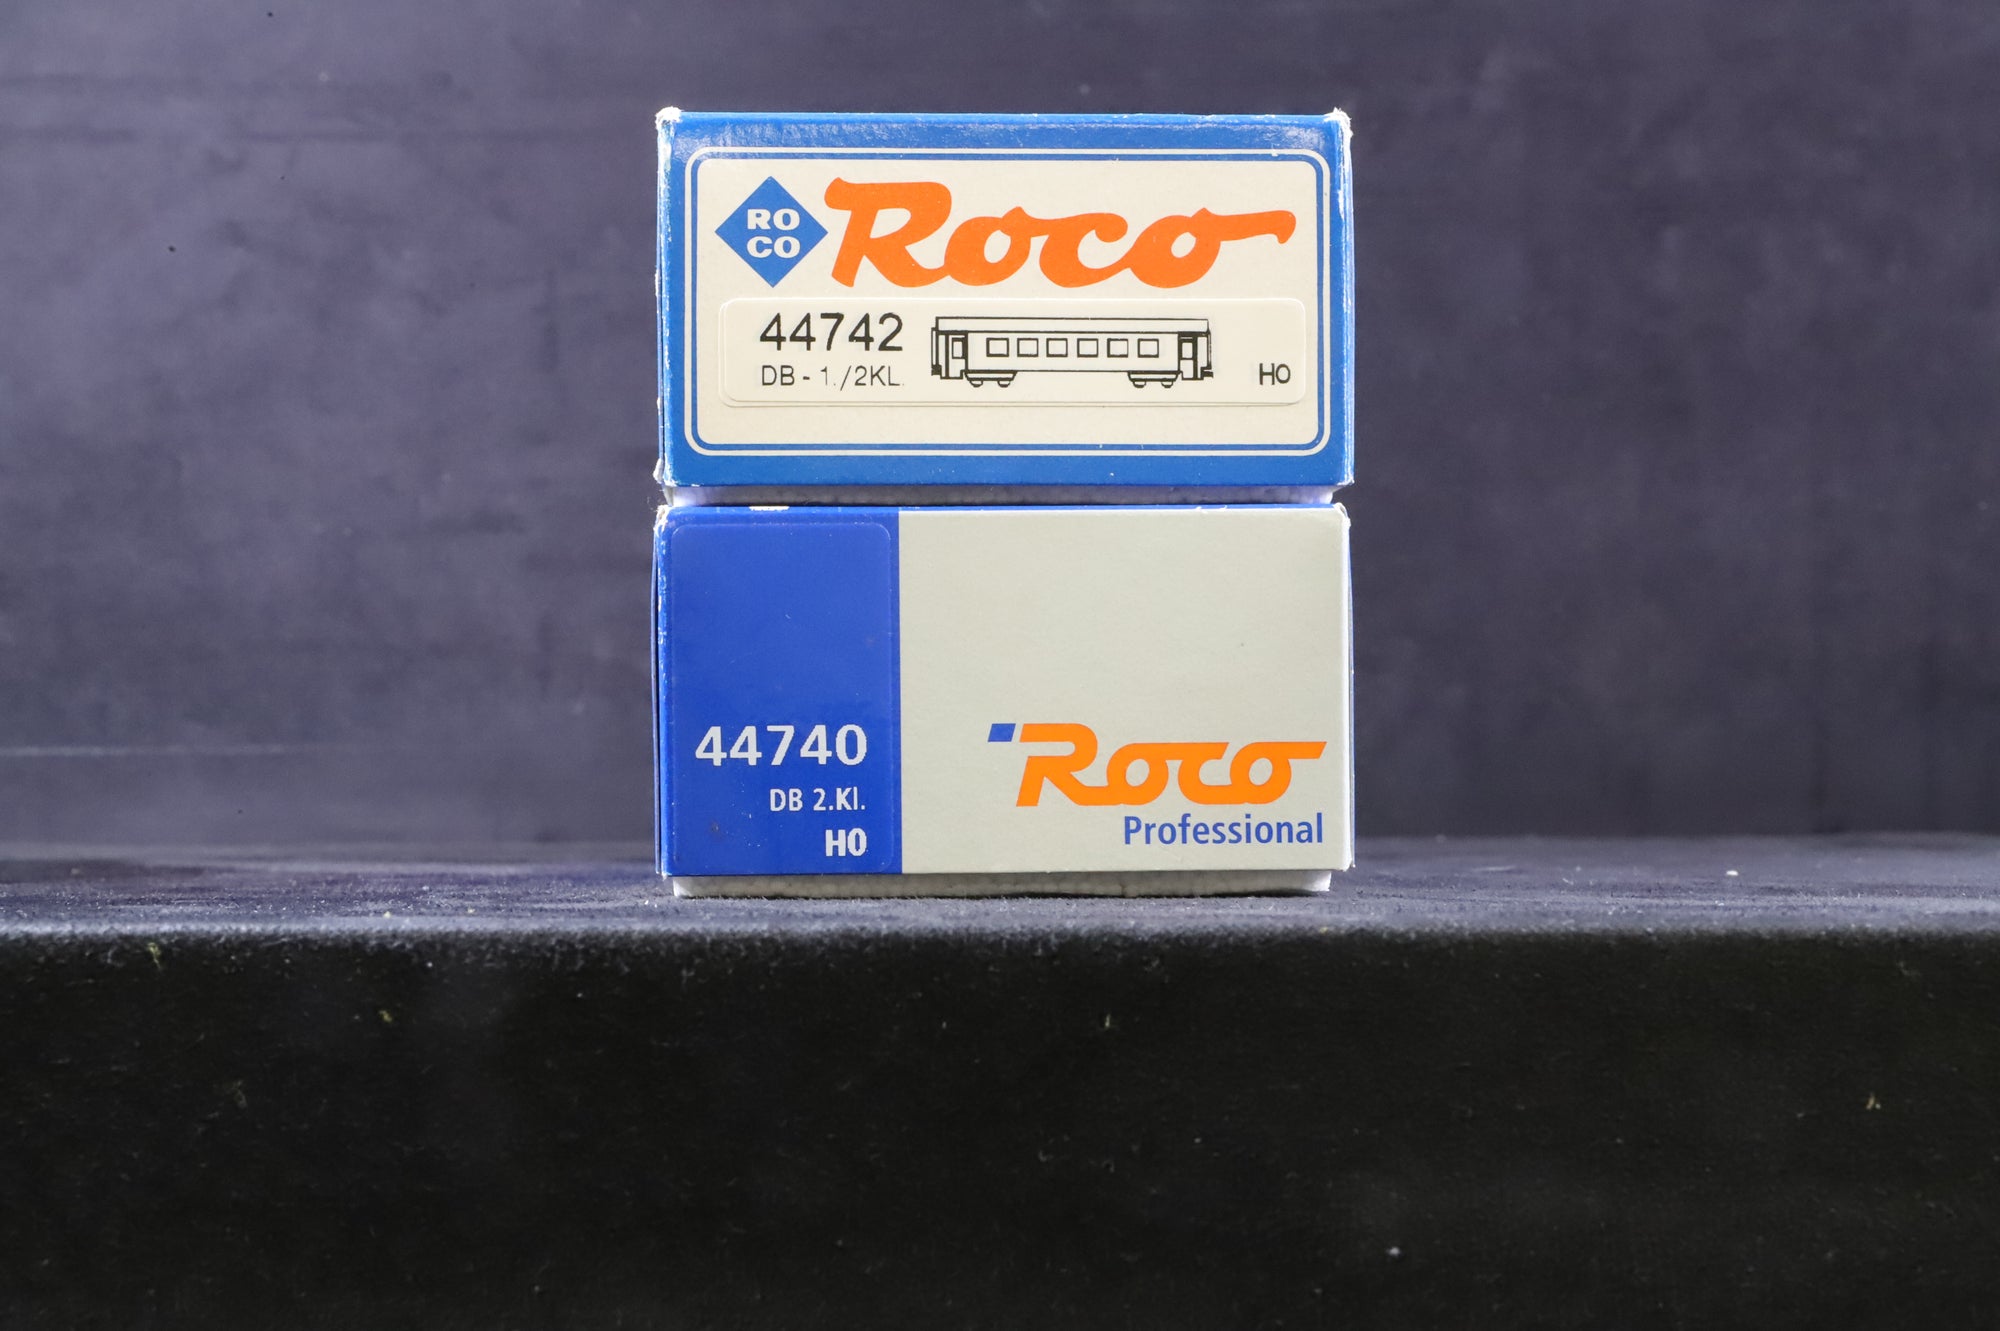 RO
CO
Roco
44742
DB - 1./2KL.
HO
44740
DB 2.Kl.
HO
Roco
Professional